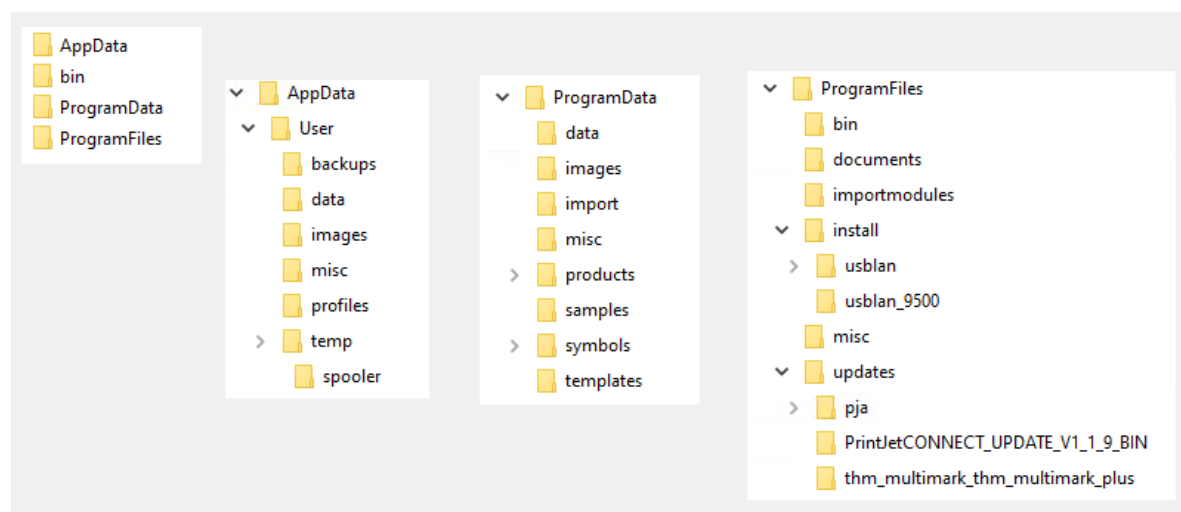 AppData
bin
ProgramData
ProgramFiles
AppData
User
backups
data
images
misc
profiles
temp
spooler
ProgramData
data
images
import
misc
products
samples
symbols
templates
ProgramFiles
bin
documents
importmodules
install
usblan
usblan_9500
misc
updates
pja
PrintJetCONNECT_UPDATE_V1_1_9_BIN
thm_multimark_thm_multimark_plus